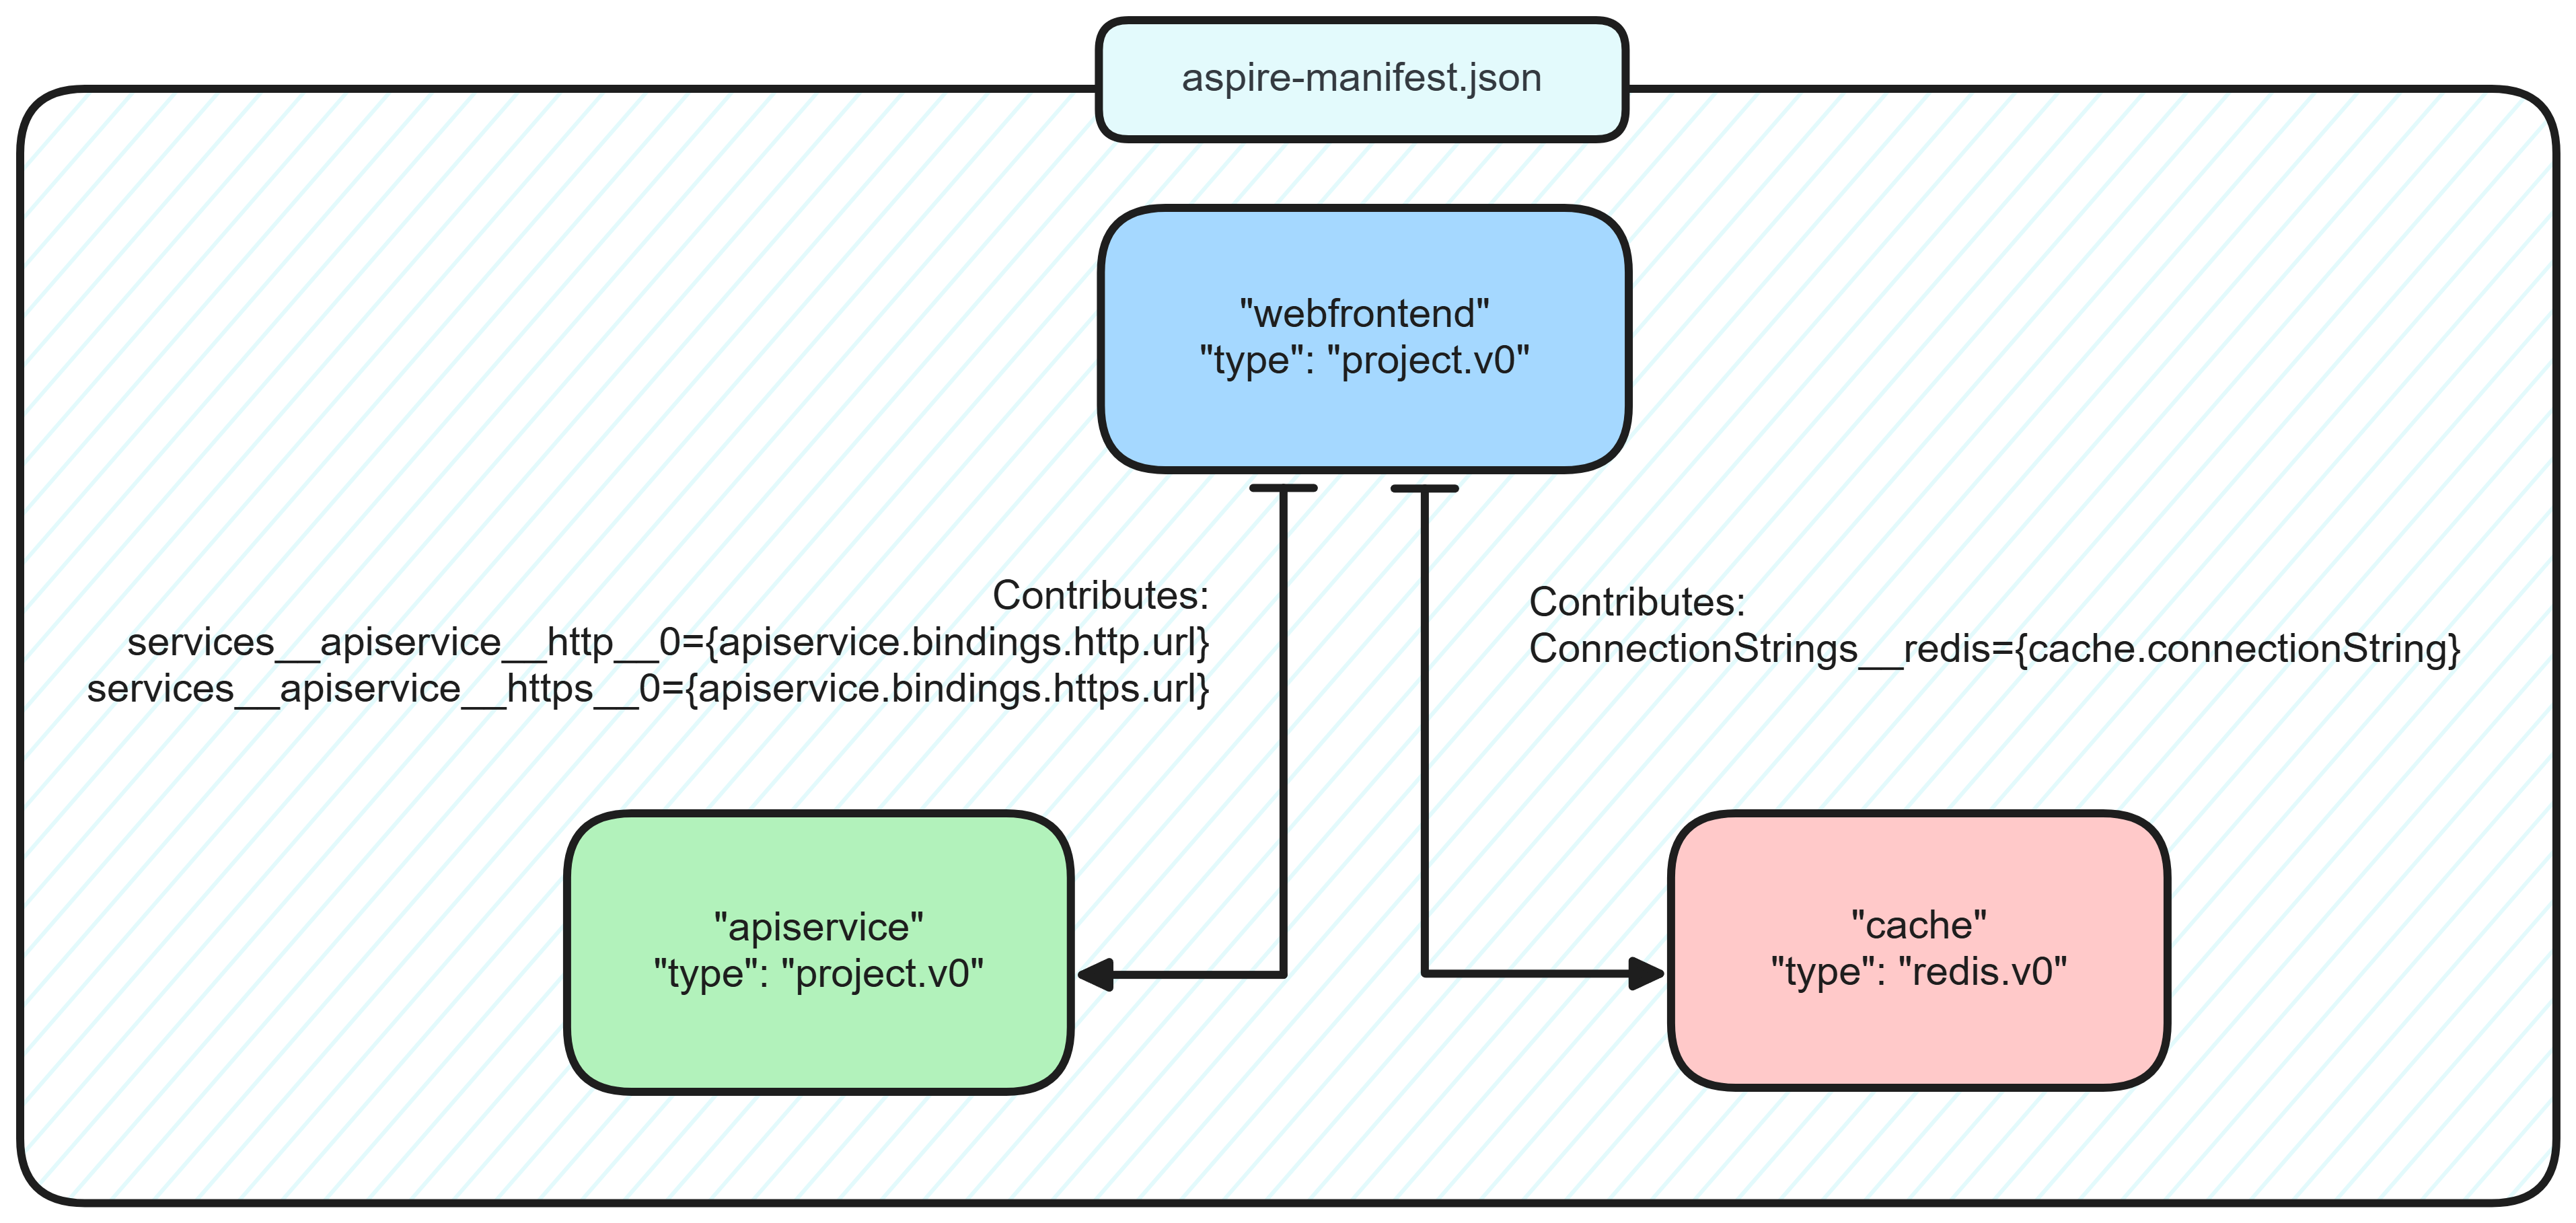 aspire-manifest.json
"webfrontend"
"type": "project.v0"
Contributes:
services__apiservice__http__0={apiservice.bindings.http.url}
services__apiservice__https__0={apiservice.bindings.https.url}
Contributes:
ConnectionStrings__redis={cache.connectionString}
"apiservice"
"type": "project.v0"
"cache"
"type": "redis.v0"